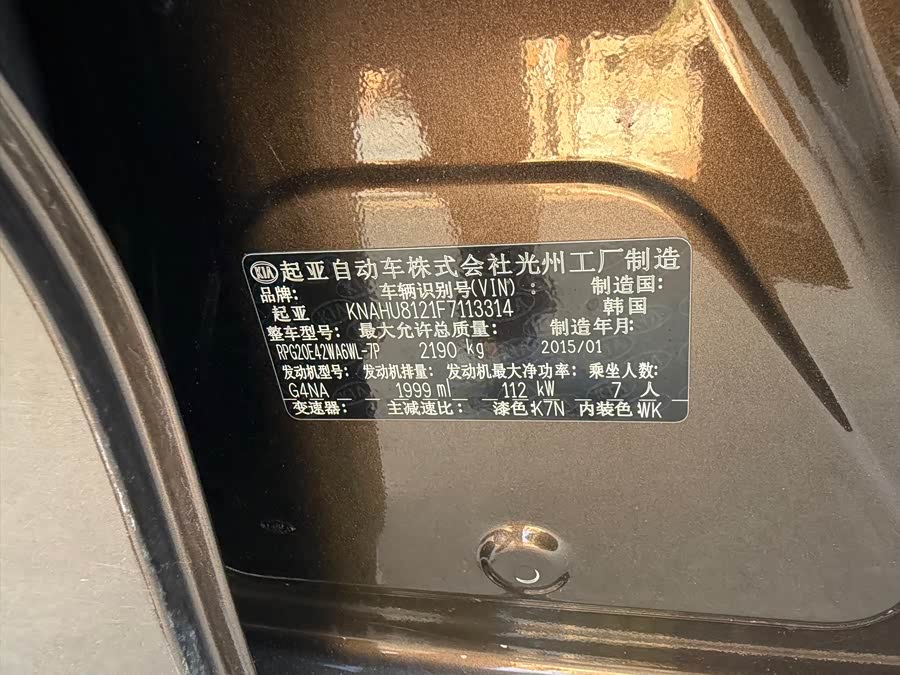 KIA 起亚自动车株式会社光州工厂制造
品牌: 车辆识别号(VIN) : 制造国:
起亚 KNAHU8121F7113314 韩国
整车型号: 最大允许总质量: 制造年月:
RPG20E42WA6WL-7P 2190 kg 2015/01
发动机型号: 发动机排量: 发动机最大净功率: 乘坐人数:
G4NA 1999 ml 112 kW 7 人
变速器: 主减速比: 漆色:K7N 内装色:WK